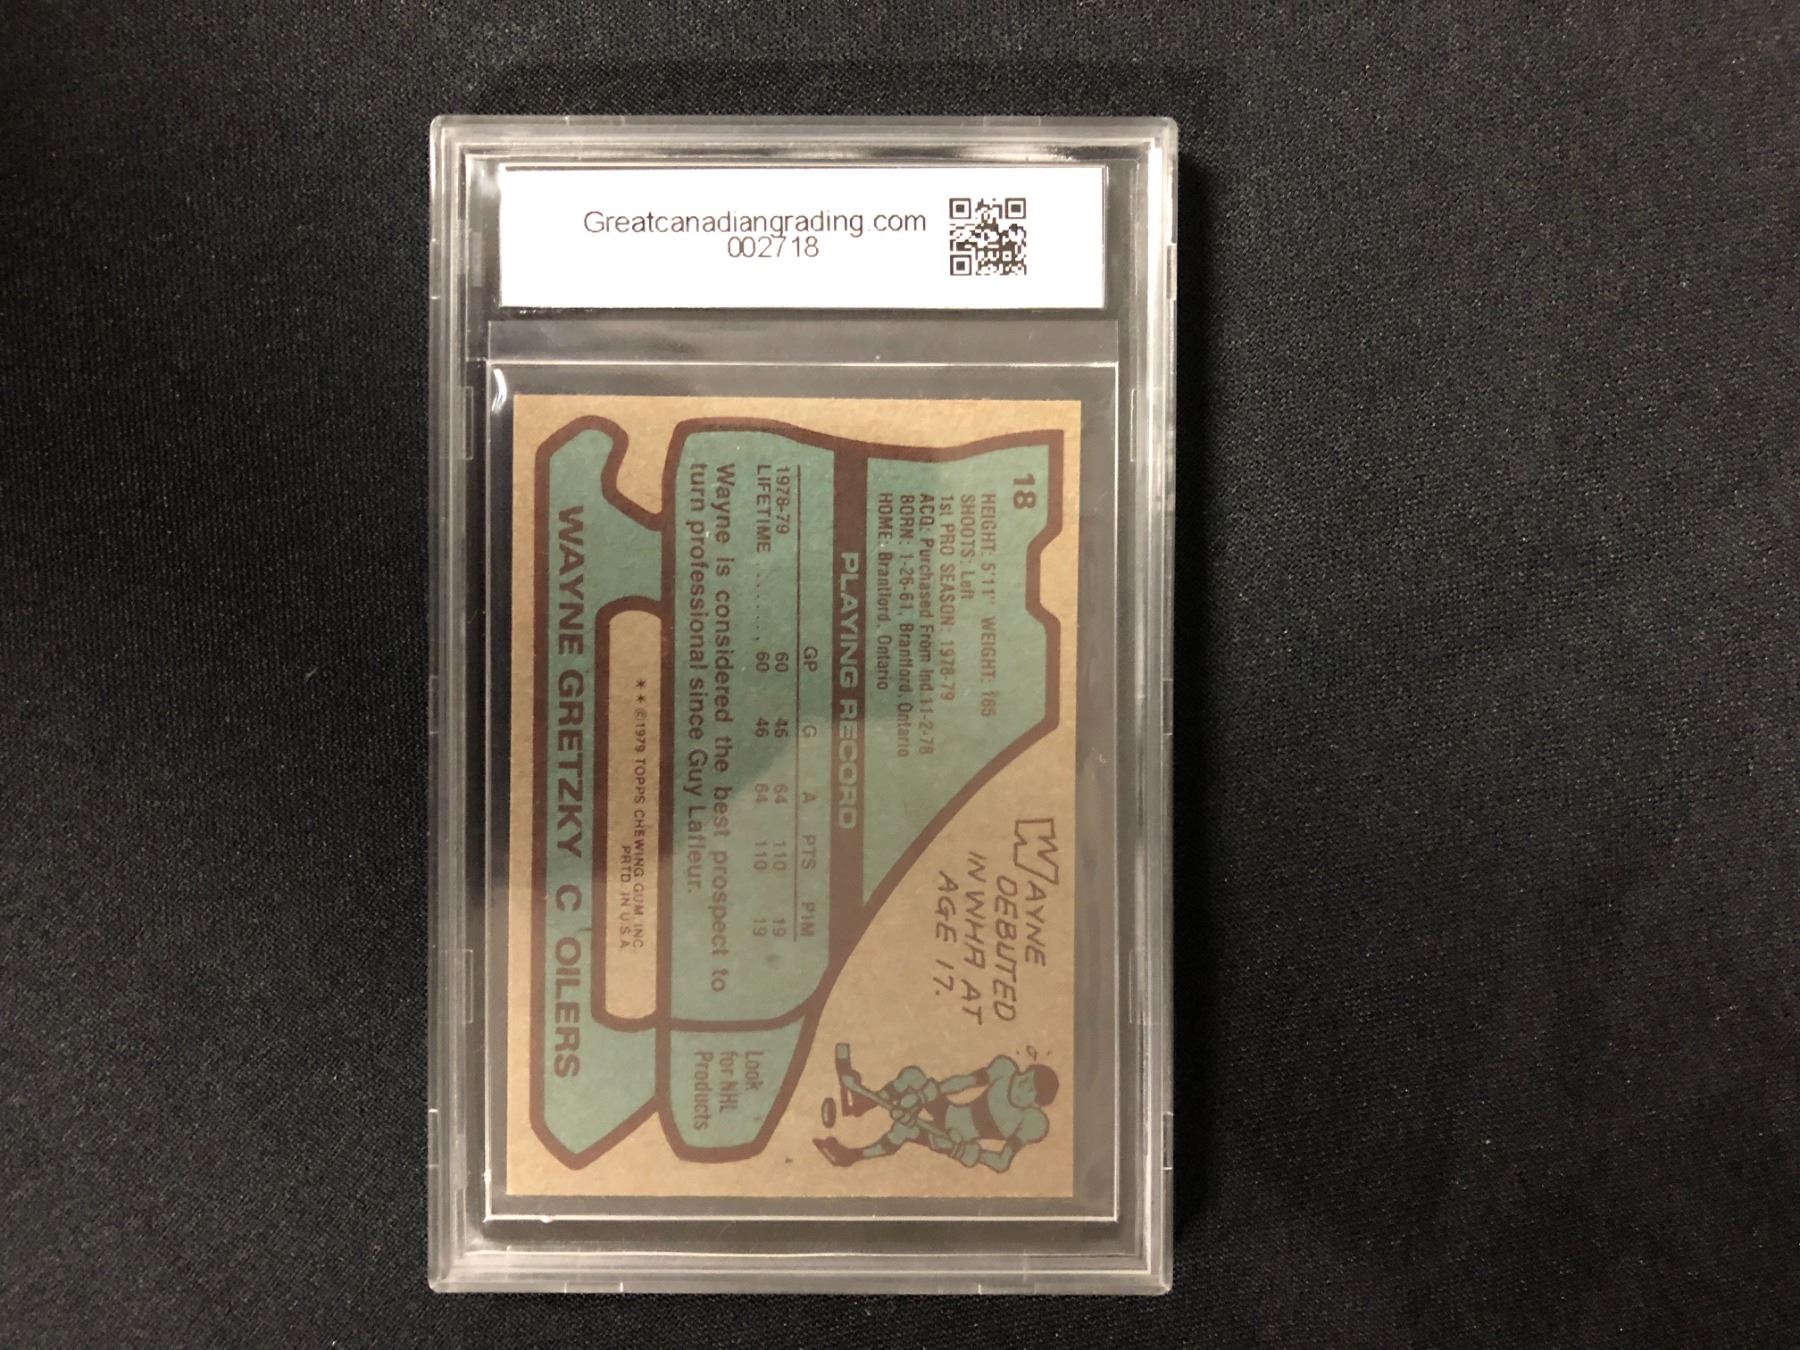 Greatcanadiangrading.com
002718
18
HEIGHT: 5'11" WEIGHT: 165
SHOOTS: Left
1st PRO SEASON: 1978-79
ACQ: Purchased From Ind. 11-2-78
BORN: 1-26-61, Brantford, Ontario
HOME: Brantford, Ontario
WAYNE
DEBUTED
IN WHA AT
AGE 17.
PLAYING RECORD
GP G A PTS PIM
1978-79 60 46 64 110 19
LIFETIME ....... 60 46 64 110 19
Wayne is considered the best prospect to
turn professional since Guy Lafleur.
Look
for NHL
Products
**©1979 TOPPS CHEWING GUM, INC.
PRTD. IN U.S.A.
WAYNE GRETZKY C OILERS